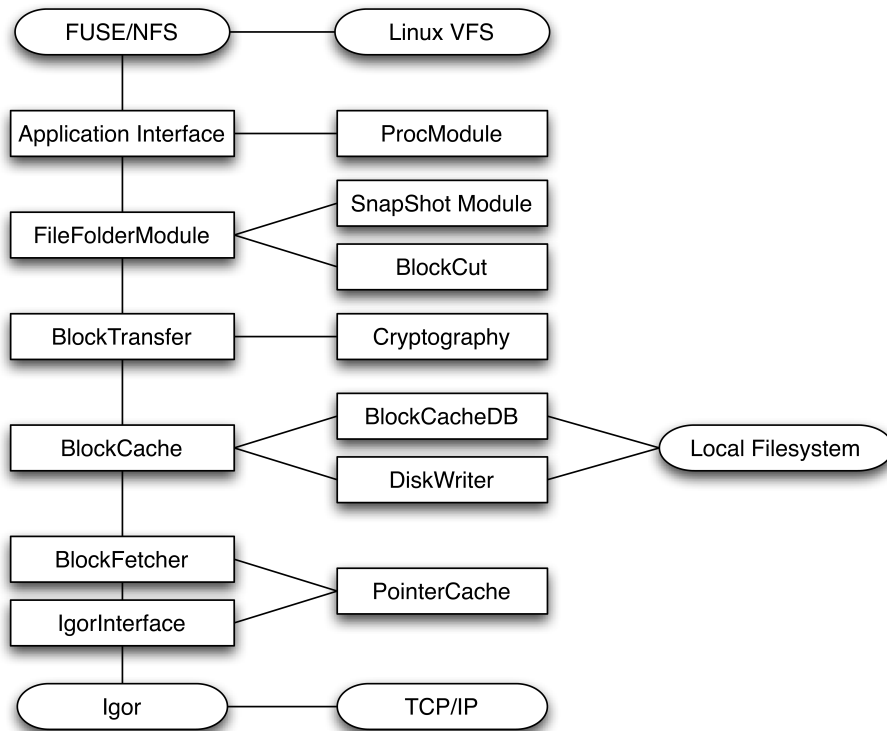 FUSE/NFS
Linux VFS
Application Interface
ProcModule
SnapShot Module
FileFolderModule
BlockCut
BlockTransfer
Cryptography
BlockCacheDB
BlockCache
Local Filesystem
DiskWriter
BlockFetcher
PointerCache
IgorInterface
Igor
TCP/IP